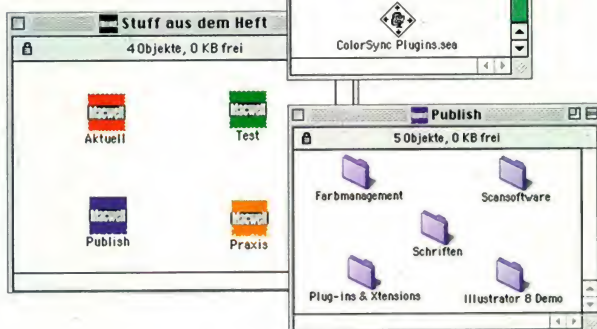 Stuff aus dem Heft
4 Objekte, 0 KB frei
Aktuell
Test
Publish
Praxis
ColorSync Plugins.sea
Publish
5 Objekte, 0 KB frei
Farbmanagement
Scansoftware
Schriften
Plug-ins & Xtensions
Illustrator 8 Demo